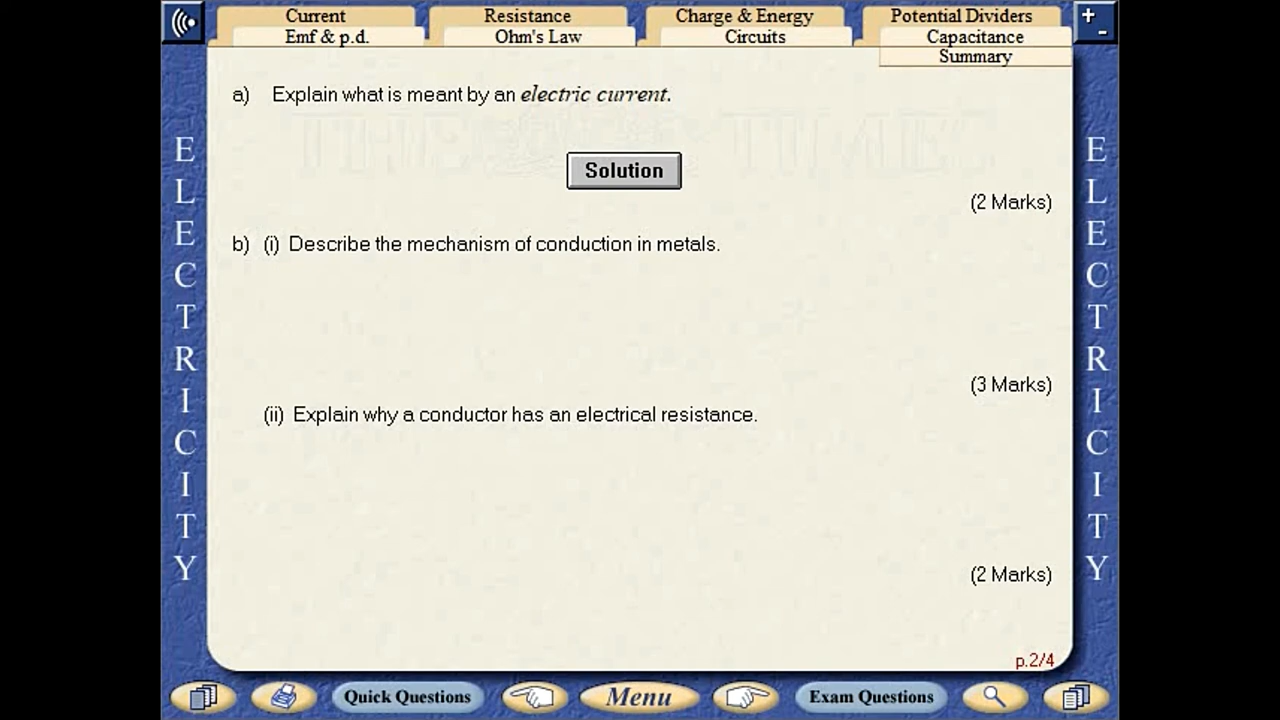 Current Resistance Charge & Energy Potential Dividers
Emf & p.d. Ohm's Law Circuits Capacitance
Summary
a) Explain what is meant by an electric current.
Solution
(2 Marks)
b) (i) Describe the mechanism of conduction in metals.
(3 Marks)
(ii) Explain why a conductor has an electrical resistance.
(2 Marks)
p.2/4
ELECTRICITY
ELECTRICITY
Quick Questions Menu Exam Questions
+
-